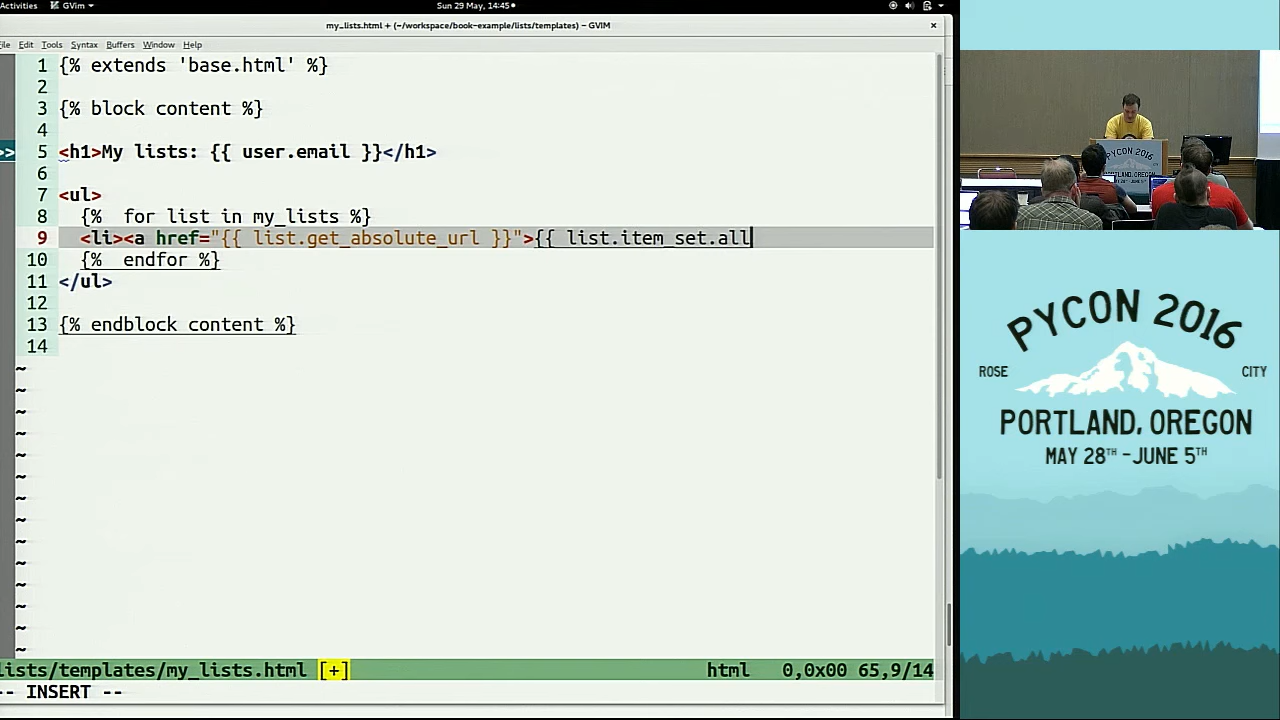 Activities GVim Sun 29 May, 14:45
my_lists.html + (~/workspace/book-example/lists/templates) – GVIM
File Edit Tools Syntax Buffers Window Help
1 {% extends 'base.html' %}
2
3 {% block content %}
4
>> 5 <h1>My lists: {{ user.email }}</h1>
6
7 <ul>
8 {%  for list in my_lists %}
9 <li><a href="{{ list.get_absolute_url }}">{{ list.item_set.all
10 {%  endfor %}
11 </ul>
12
13 {% endblock content %}
14
~
~
~
~
~
~
~
~
~
~
~
~
~
~
lists/templates/my_lists.html [+] html 0,0x00 65,9/14
-- INSERT --
PYCON 2016
PORTLAND, OREGON
PYCON 2016
ROSE CITY
PORTLAND, OREGON
MAY 28TH - JUNE 5TH